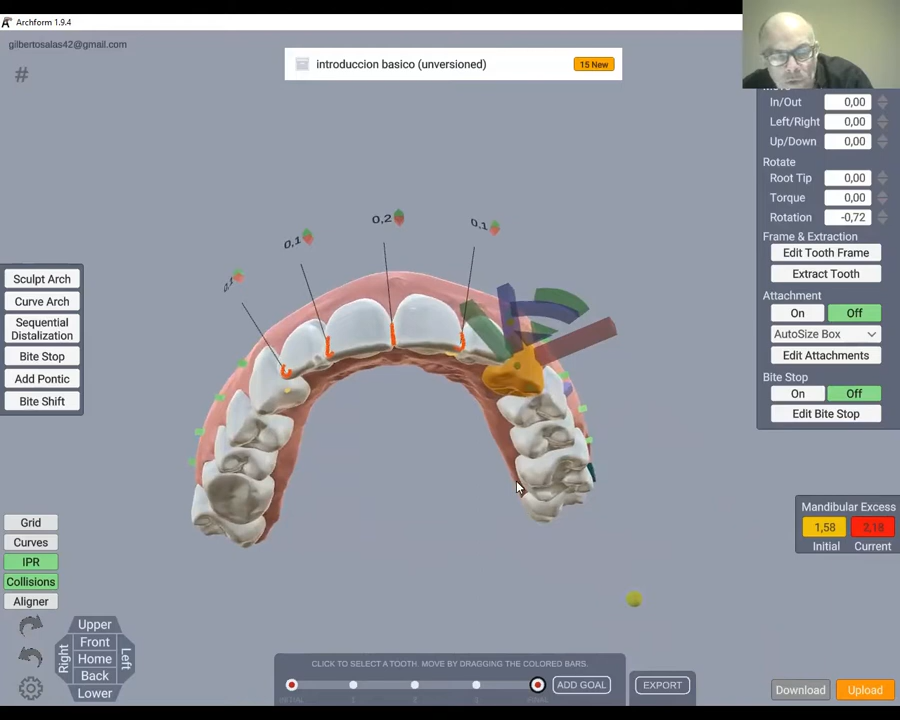 Archform 1.9.4
gilbertosalas42@gmail.com
#
introduccion basico (unversioned)
15 New
In/Out 0,00
Left/Right 0,00
Up/Down 0,00
Rotate
Root Tip 0,00
Torque 0,00
Rotation -0,72
Frame & Extraction
Edit Tooth Frame
Extract Tooth
Attachment
On Off
AutoSize Box
Edit Attachments
Bite Stop
On Off
Edit Bite Stop
0,1
0,1
0,2
0,1
Sculpt Arch
Curve Arch
Sequential
Distalization
Bite Stop
Add Pontic
Bite Shift
Mandibular Excess
1,58 2,18
Initial Current
Grid
Curves
IPR
Collisions
Aligner
Upper
Front
Right Home Left
Back
Lower
CLICK TO SELECT A TOOTH. MOVE BY DRAGGING THE COLORED BARS.
ADD GOAL
EXPORT
Download
Upload